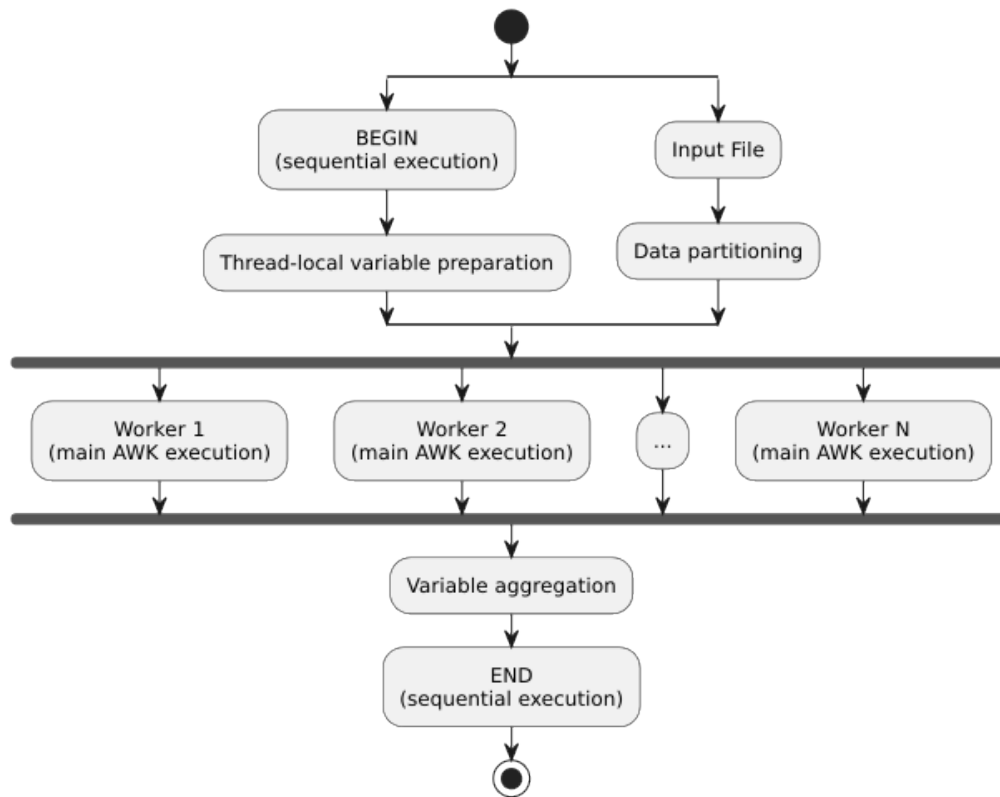 BEGIN
(sequential execution)
Input File
Thread-local variable preparation
Data partitioning
Worker 1
(main AWK execution)
Worker 2
(main AWK execution)
...
Worker N
(main AWK execution)
Variable aggregation
END
(sequential execution)